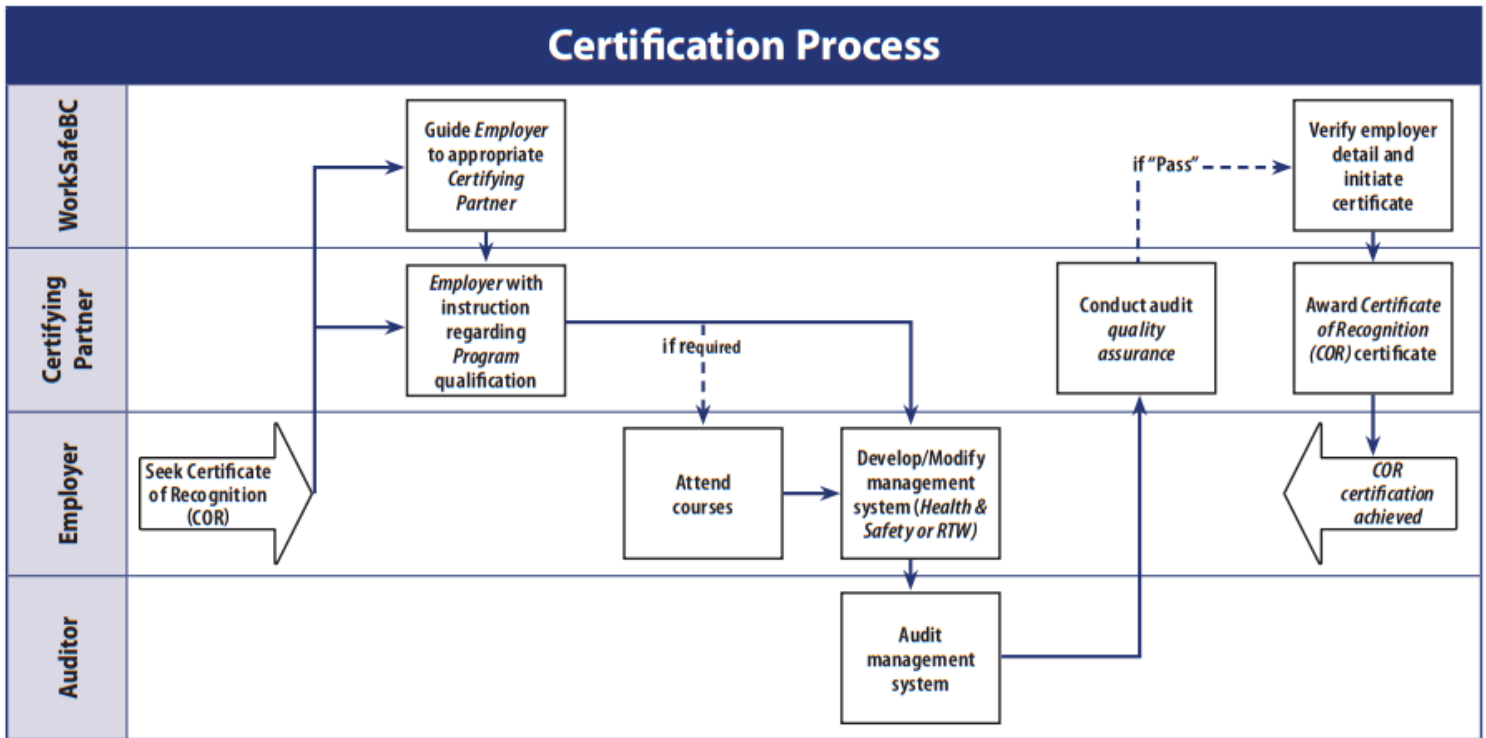 Certification Process
WorkSafeBC
Guide Employer
to appropriate
Certifying
Partner
if "Pass"
Verify employer
detail and
initiate
certificate
Certifying
Partner
Employer with
instruction
regarding
Program
qualification
if required
Conduct audit
quality
assurance
Award Certificate
of Recognition
(COR) certificate
Employer
Seek Certificate
of Recognition
(COR)
Attend
courses
Develop/Modify
management
system (Health &
Safety or RTW)
COR
certification
achieved
Auditor
Audit
management
system